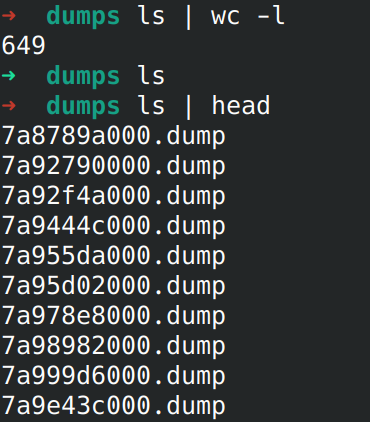 ➜ dumps ls | wc -l
649
➜ dumps ls
➜ dumps ls | head
7a8789a000.dump
7a92790000.dump
7a92f4a000.dump
7a9444c000.dump
7a955da000.dump
7a95d02000.dump
7a978e8000.dump
7a98982000.dump
7a999d6000.dump
7a9e43c000.dump